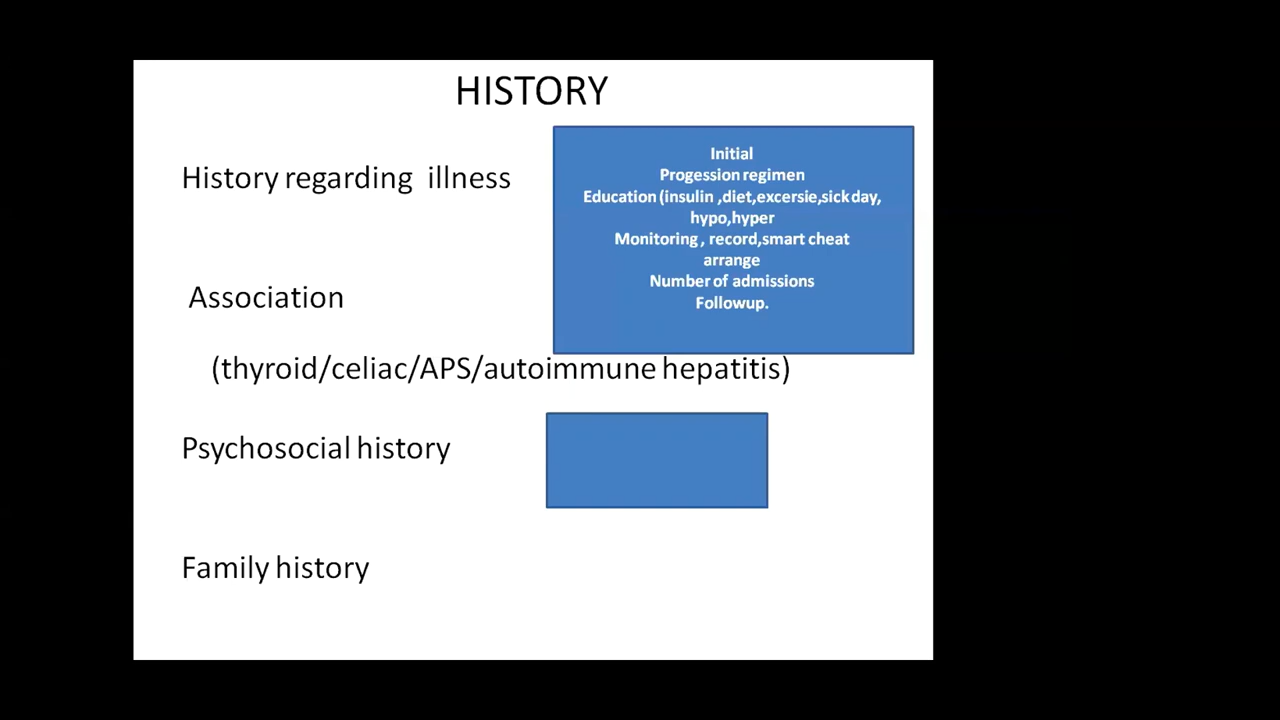 HISTORY
History regarding illness
Initial
Progession regimen
Education (insulin ,diet,excersie,sick day,
hypo,hyper
Monitoring , record,smart cheat
arrange
Number of admissions
Followup.
Association
(thyroid/celiac/APS/autoimmune hepatitis)
Psychosocial history
Family history